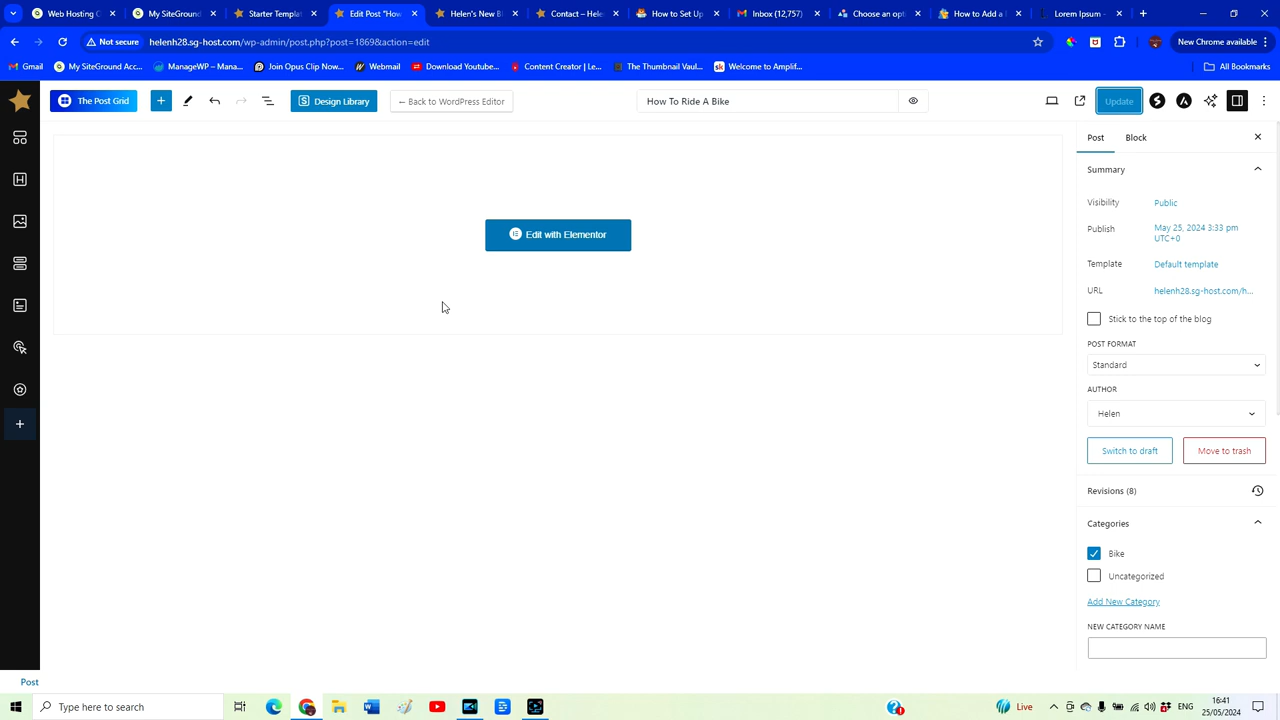 Web Hosting C
My SiteGround
Starter Templat
Edit Post "How
Helen's New Bl
Contact – Hele
How to Set Up
Inbox (12,757)
Choose an opti
How to Add a
Lorem Ipsum -
Not secure
helenh28.sg-host.com/wp-admin/post.php?post=1869&action=edit
New Chrome available
Gmail
My SiteGround Acc...
ManageWP – Mana...
Join Opus Clip Now...
Webmail
Download Youtube...
Content Creator | Le...
The Thumbnail Vaul...
Welcome to Amplif...
All Bookmarks
The Post Grid
Design Library
← Back to WordPress Editor
How To Ride A Bike
Update
Post
Block
Summary
Visibility
Public
Publish
May 25, 2024 3:33 pm
UTC+0
Template
Default template
URL
helenh28.sg-host.com/h...
Stick to the top of the blog
POST FORMAT
Standard
AUTHOR
Helen
Switch to draft
Move to trash
Revisions (8)
Categories
Bike
Uncategorized
Add New Category
NEW CATEGORY NAME
Edit with Elementor
Post
Type here to search
Live
ENG
16:41
25/05/2024